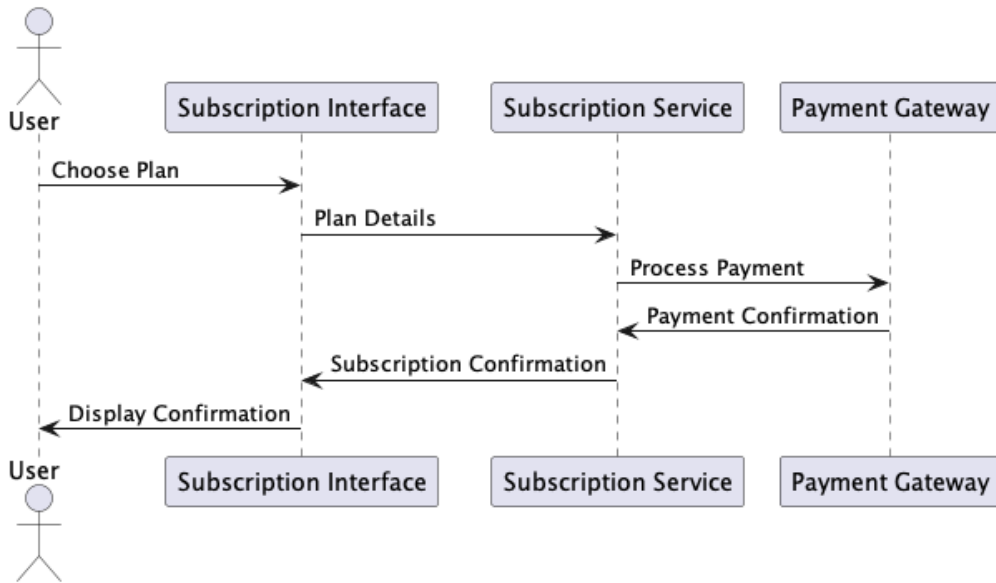 User
Subscription Interface
Subscription Service
Payment Gateway
Choose Plan
Plan Details
Process Payment
Payment Confirmation
Subscription Confirmation
Display Confirmation
User
Subscription Interface
Subscription Service
Payment Gateway